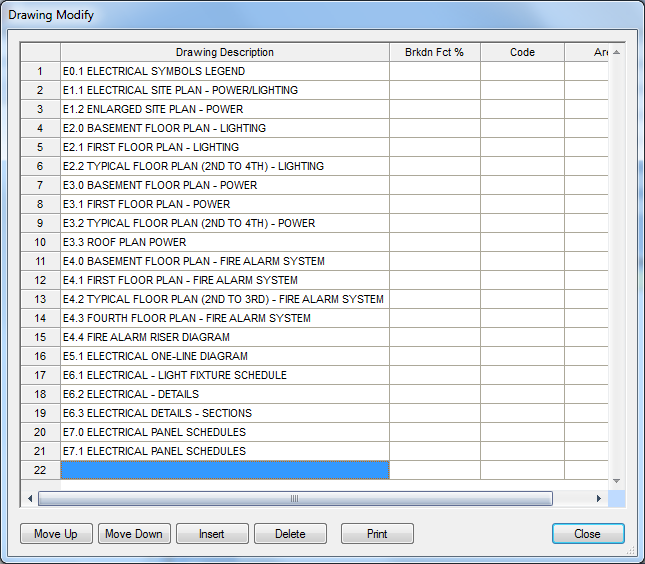 Drawing Modify
Drawing Description Brkdn Fct % Code Are
1 E0.1 ELECTRICAL SYMBOLS LEGEND
2 E1.1 ELECTRICAL SITE PLAN - POWER/LIGHTING
3 E1.2 ENLARGED SITE PLAN - POWER
4 E2.0 BASEMENT FLOOR PLAN - LIGHTING
5 E2.1 FIRST FLOOR PLAN - LIGHTING
6 E2.2 TYPICAL FLOOR PLAN (2ND TO 4TH) - LIGHTING
7 E3.0 BASEMENT FLOOR PLAN - POWER
8 E3.1 FIRST FLOOR PLAN - POWER
9 E3.2 TYPICAL FLOOR PLAN (2ND TO 4TH) - POWER
10 E3.3 ROOF PLAN POWER
11 E4.0 BASEMENT FLOOR PLAN - FIRE ALARM SYSTEM
12 E4.1 FIRST FLOOR PLAN - FIRE ALARM SYSTEM
13 E4.2 TYPICAL FLOOR PLAN (2ND TO 3RD) - FIRE ALARM SYSTEM
14 E4.3 FOURTH FLOOR PLAN - FIRE ALARM SYSTEM
15 E4.4 FIRE ALARM RISER DIAGRAM
16 E5.1 ELECTRICAL ONE-LINE DIAGRAM
17 E6.1 ELECTRICAL - LIGHT FIXTURE SCHEDULE
18 E6.2 ELECTRICAL - DETAILS
19 E6.3 ELECTRICAL DETAILS - SECTIONS
20 E7.0 ELECTRICAL PANEL SCHEDULES
21 E7.1 ELECTRICAL PANEL SCHEDULES
22
Move Up Move Down Insert Delete Print Close